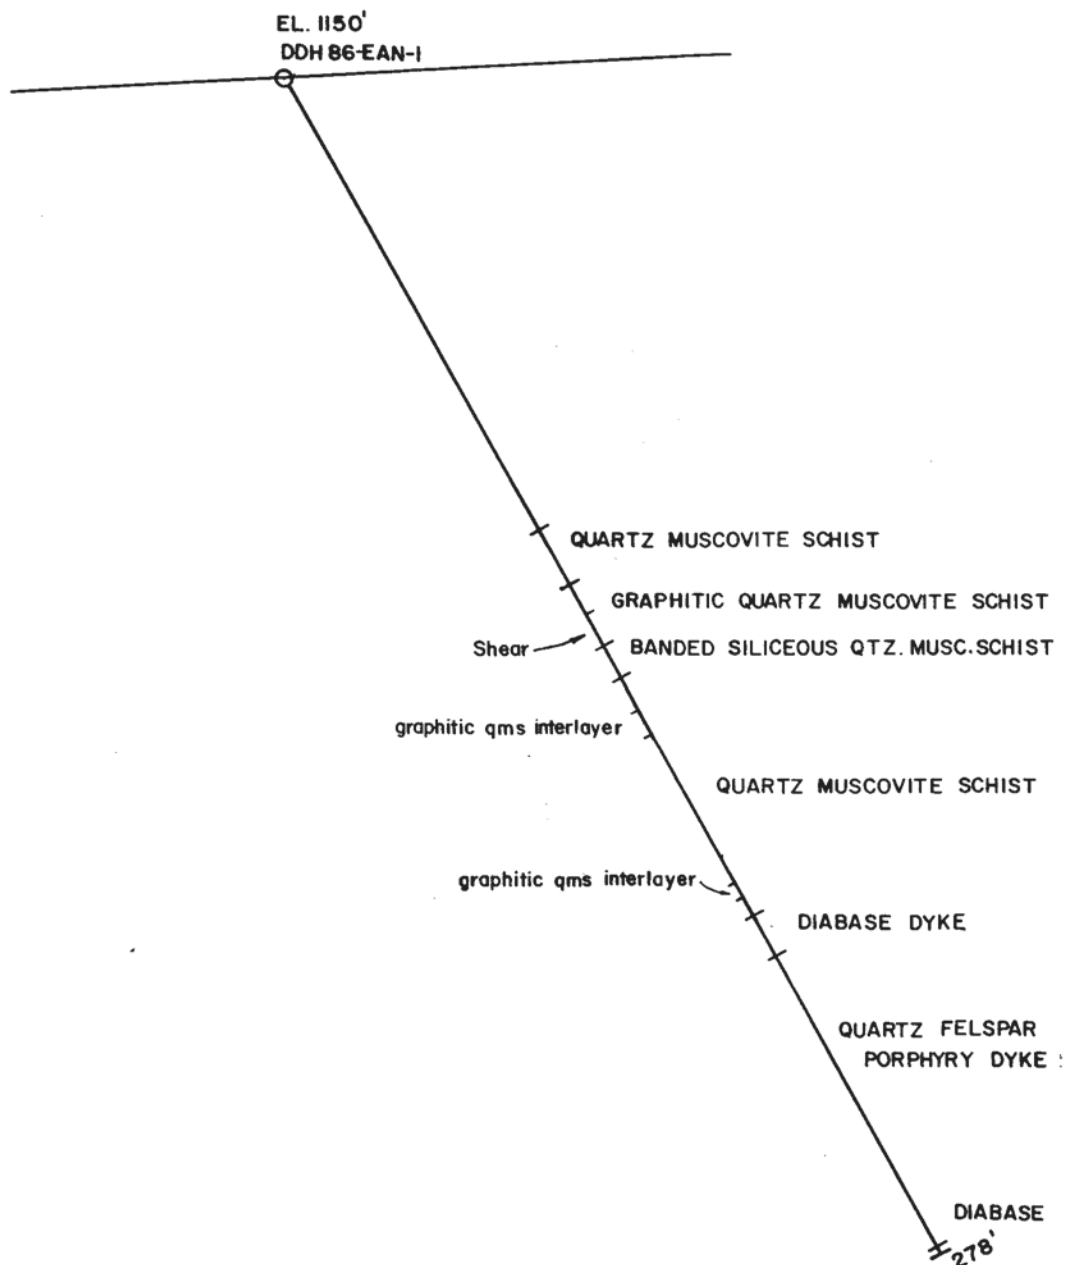 EL. 1150'
DDH 86-EAN-1
QUARTZ MUSCOVITE SCHIST
GRAPHITIC QUARTZ MUSCOVITE SCHIST
Shear
BANDED SILICEOUS QTZ. MUSC. SCHIST
graphitic qms interlayer
QUARTZ MUSCOVITE SCHIST
graphitic qms interlayer
DIABASE DYKE
QUARTZ FELSPAR
PORPHYRY DYKE
DIABASE
278'